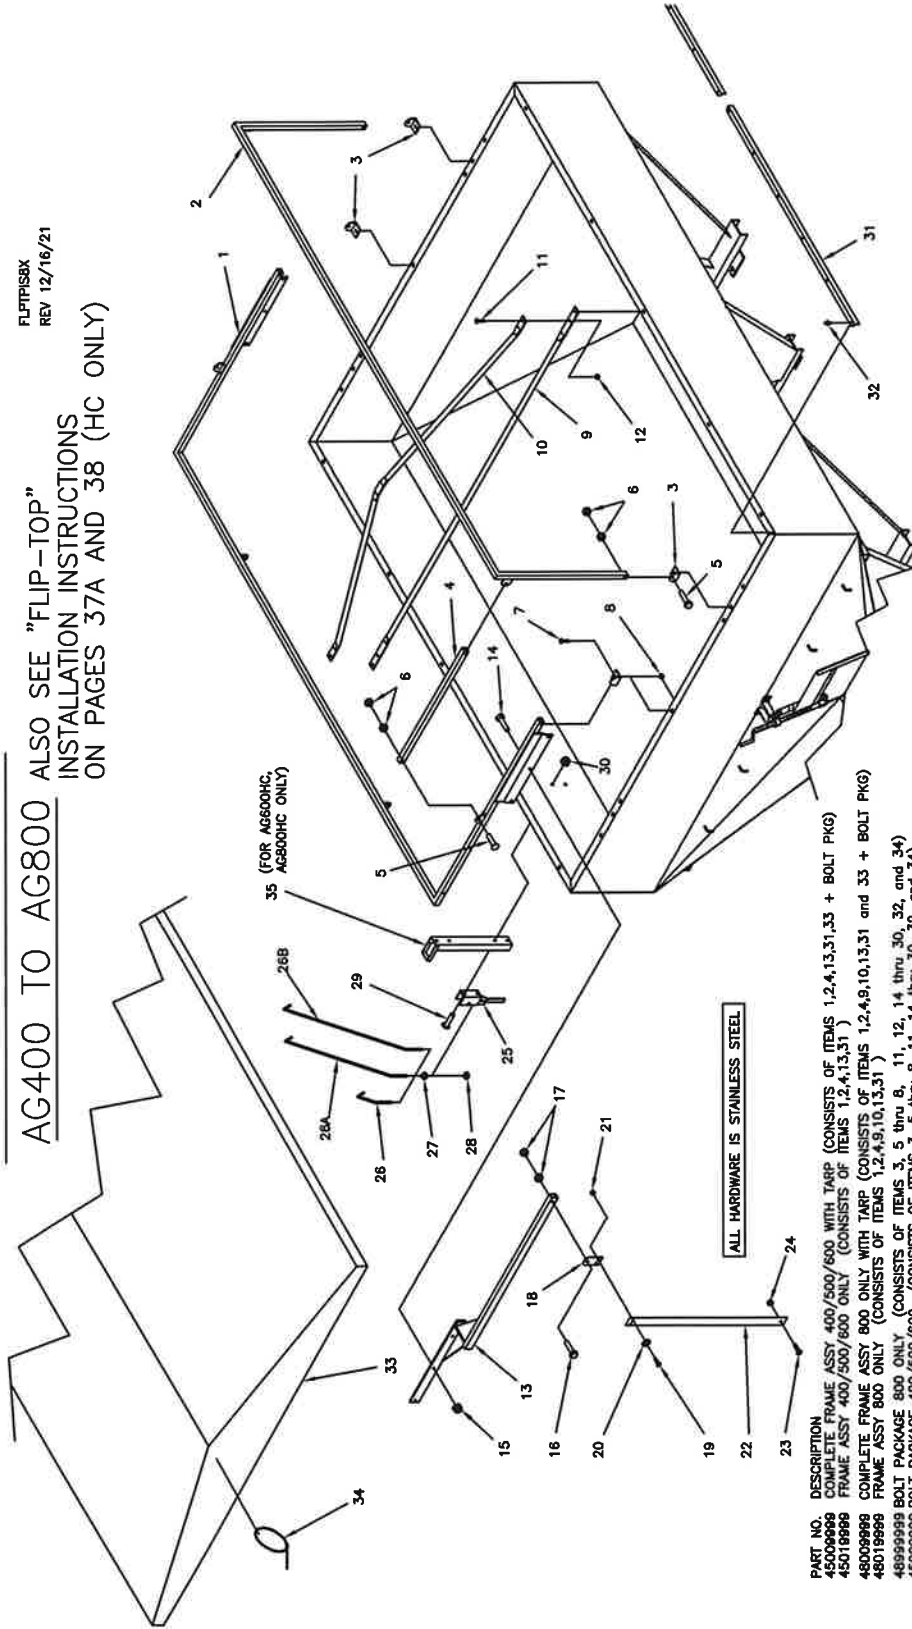 AG400 TO AG800
ALSO SEE "FLIP-TOP"
INSTALLATION INSTRUCTIONS
ON PAGES 37A AND 38 (HC ONLY)
FLPTPIS8X
REV 12/16/21
1
2
3
3
4
5
5
6
6
7
8
9
10
11
12
13
14
15
16
17
18
19
20
21
22
23
24
25
26
26A
26B
27
28
29
30
31
32
33
34
35 (FOR AG600HC,
AG800HC ONLY)
ALL HARDWARE IS STAINLESS STEEL
PART NO. DESCRIPTION
45009999 COMPLETE FRAME ASSY 400/500/600 WITH TARP (CONSISTS OF ITEMS 1,2,4,13,31,33 + BOLT PKG)
45019999 FRAME ASSY 400/500/600 ONLY (CONSISTS OF ITEMS 1,2,4,13,31 )
48009999 COMPLETE FRAME ASSY 800 ONLY WITH TARP (CONSISTS OF ITEMS 1,2,4,9,10,13,31 and 33 + BOLT PKG)
48019999 FRAME ASSY 800 ONLY (CONSISTS OF ITEMS 1,2,4,9,10,13,31 )
48999999 BOLT PACKAGE 800 ONLY (CONSISTS OF ITEMS 3, 5 thru 8, 11, 12, 14 thru 30, 32, and 34)